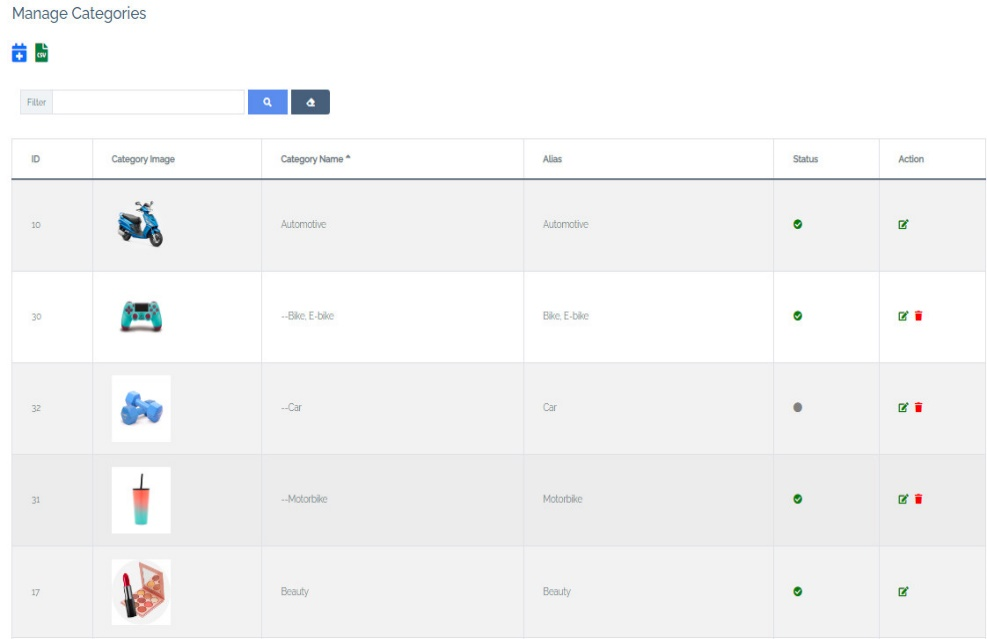 Manage Categories
CSV
Filter
ID Category Image Category Name ^ Alias Status Action
10 Automotive Automotive
30 --Bike, E-bike Bike, E-bike
32 --Car Car
31 --Motorbike Motorbike
17 Beauty Beauty